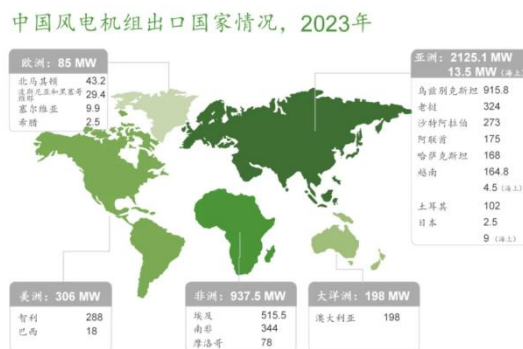 中国风电机组出口国家情况，2023年
欧洲：85 MW
北马其顿 43.2
波斯尼亚和黑塞哥
维那 29.4
塞尔维亚 9.9
希腊 2.5
亚洲：2125.1 MW
13.5 MW（海上）
乌兹别克斯坦 915.8
老挝 324
沙特阿拉伯 273
阿联酋 175
哈萨克斯坦 168
越南 164.8
4.5（海上）
土耳其 102
日本 2.5
9（海上）
美洲：306 MW
智利 288
巴西 18
非洲：937.5 MW
埃及 515.5
南非 344
摩洛哥 78
大洋洲：198 MW
澳大利亚 198